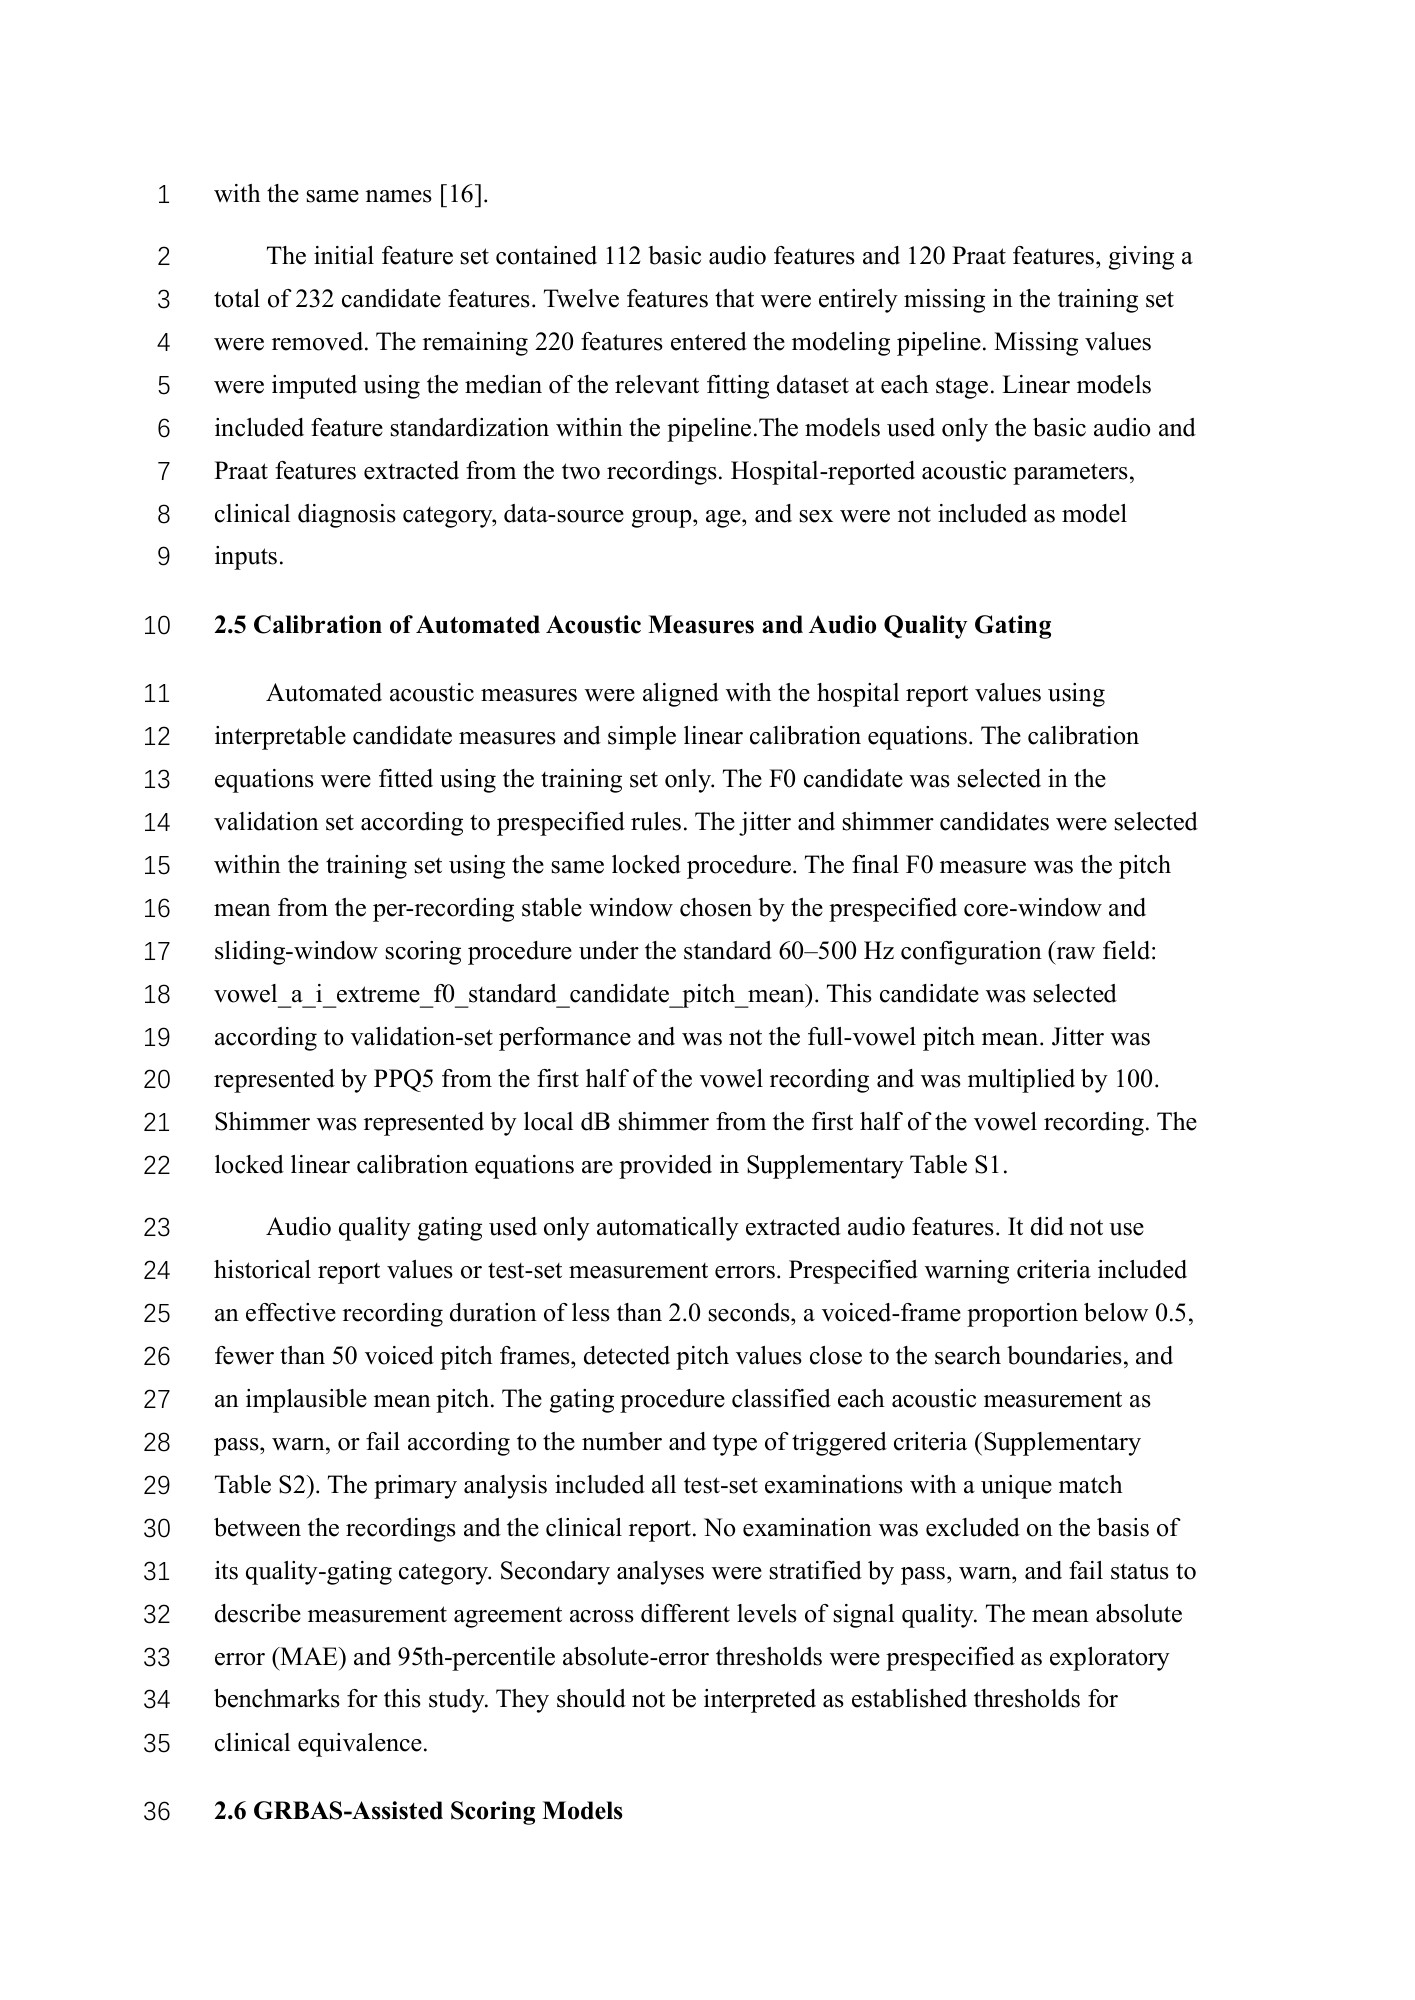 1 with the same names [16].
2 The initial feature set contained 112 basic audio features and 120 Praat features, giving a
3 total of 232 candidate features. Twelve features that were entirely missing in the training set
4 were removed. The remaining 220 features entered the modeling pipeline. Missing values
5 were imputed using the median of the relevant fitting dataset at each stage. Linear models
6 included feature standardization within the pipeline.The models used only the basic audio and
7 Praat features extracted from the two recordings. Hospital-reported acoustic parameters,
8 clinical diagnosis category, data-source group, age, and sex were not included as model
9 inputs.
10 2.5 Calibration of Automated Acoustic Measures and Audio Quality Gating
11 Automated acoustic measures were aligned with the hospital report values using
12 interpretable candidate measures and simple linear calibration equations. The calibration
13 equations were fitted using the training set only. The F0 candidate was selected in the
14 validation set according to prespecified rules. The jitter and shimmer candidates were selected
15 within the training set using the same locked procedure. The final F0 measure was the pitch
16 mean from the per-recording stable window chosen by the prespecified core-window and
17 sliding-window scoring procedure under the standard 60–500 Hz configuration (raw field:
18 vowel_a_i_extreme_f0_standard_candidate_pitch_mean). This candidate was selected
19 according to validation-set performance and was not the full-vowel pitch mean. Jitter was
20 represented by PPQ5 from the first half of the vowel recording and was multiplied by 100.
21 Shimmer was represented by local dB shimmer from the first half of the vowel recording. The
22 locked linear calibration equations are provided in Supplementary Table S1.
23 Audio quality gating used only automatically extracted audio features. It did not use
24 historical report values or test-set measurement errors. Prespecified warning criteria included
25 an effective recording duration of less than 2.0 seconds, a voiced-frame proportion below 0.5,
26 fewer than 50 voiced pitch frames, detected pitch values close to the search boundaries, and
27 an implausible mean pitch. The gating procedure classified each acoustic measurement as
28 pass, warn, or fail according to the number and type of triggered criteria (Supplementary
29 Table S2). The primary analysis included all test-set examinations with a unique match
30 between the recordings and the clinical report. No examination was excluded on the basis of
31 its quality-gating category. Secondary analyses were stratified by pass, warn, and fail status to
32 describe measurement agreement across different levels of signal quality. The mean absolute
33 error (MAE) and 95th-percentile absolute-error thresholds were prespecified as exploratory
34 benchmarks for this study. They should not be interpreted as established thresholds for
35 clinical equivalence.
36 2.6 GRBAS-Assisted Scoring Models